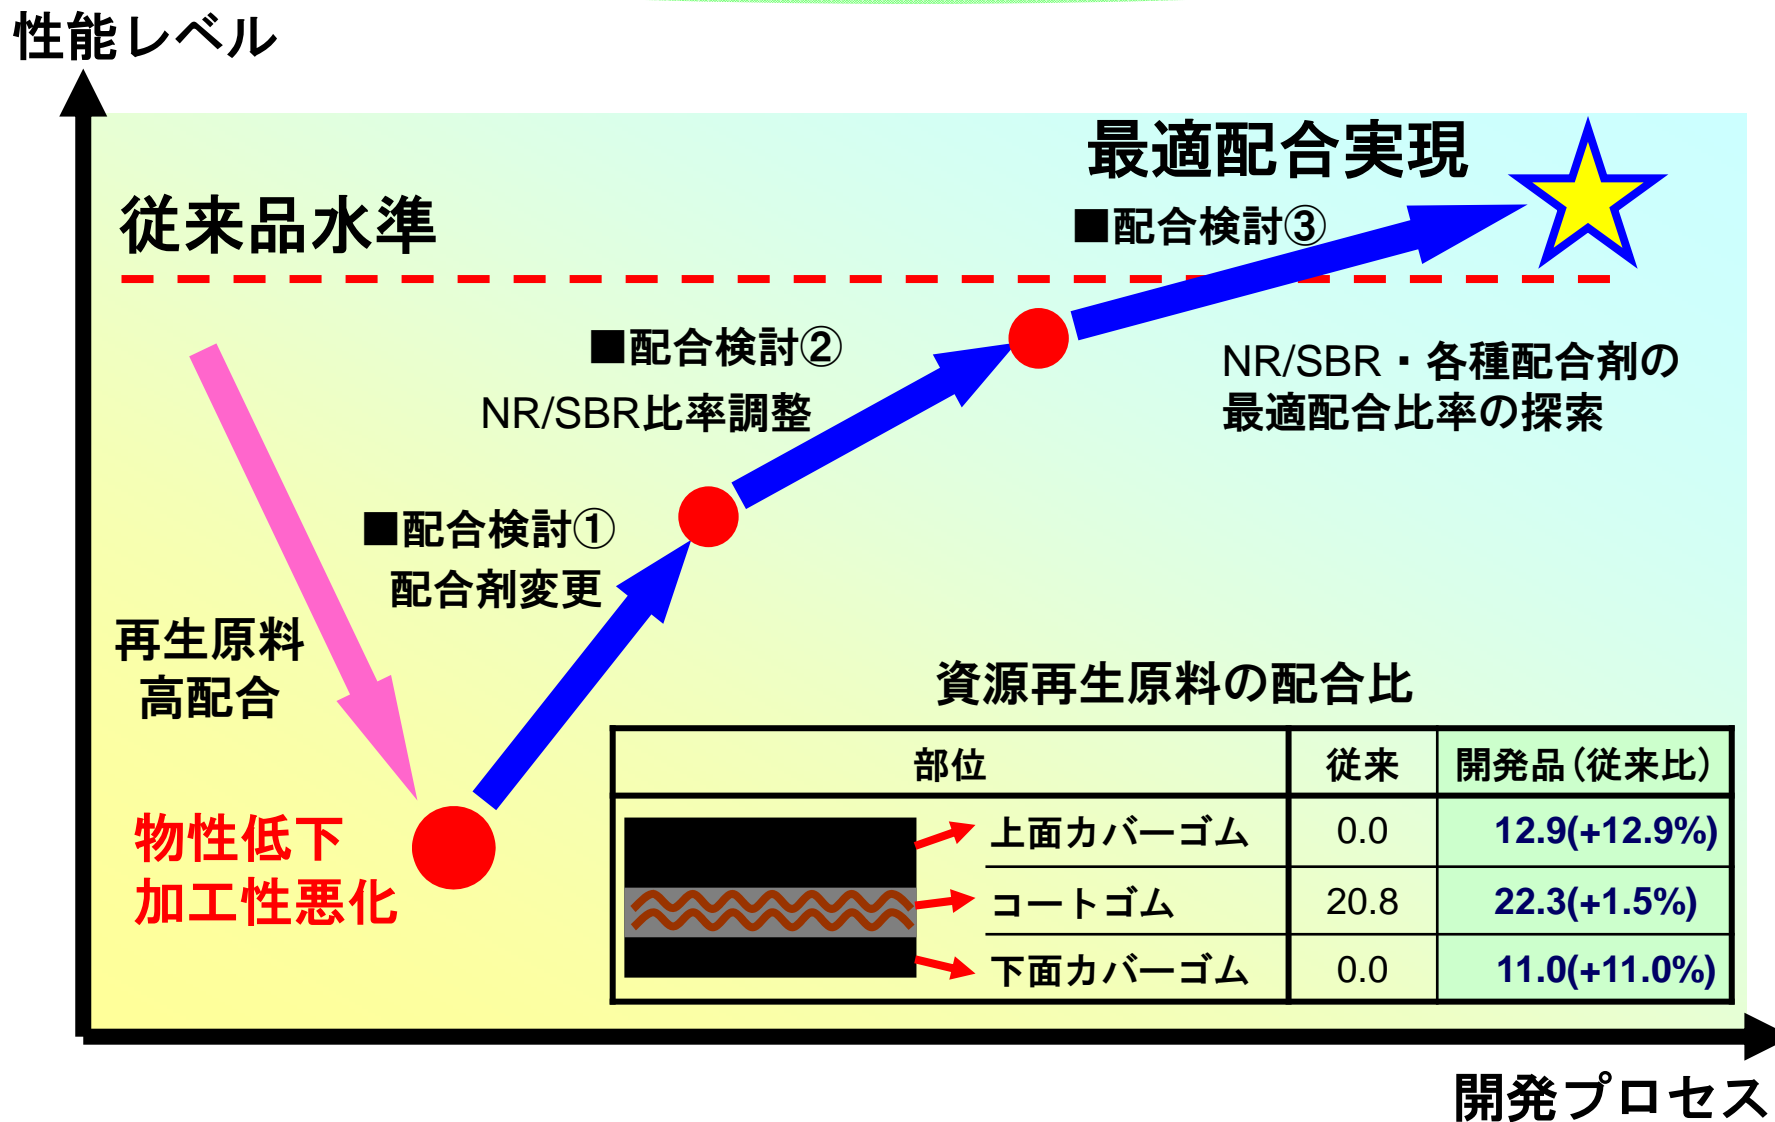 性能レベル
最適配合実現
従来品水準
■配合検討③
■配合検討②
NR/SBR比率調整
NR/SBR・各種配合剤の
最適配合比率の探索
■配合検討①
配合剤変更
再生原料
高配合
物性低下
加工性悪化
資源再生原料の配合比
部位 従来 開発品(従来比)
上面カバーゴム 0.0 12.9(+12.9%)
コートゴム 20.8 22.3(+1.5%)
下面カバーゴム 0.0 11.0(+11.0%)
開発プロセス